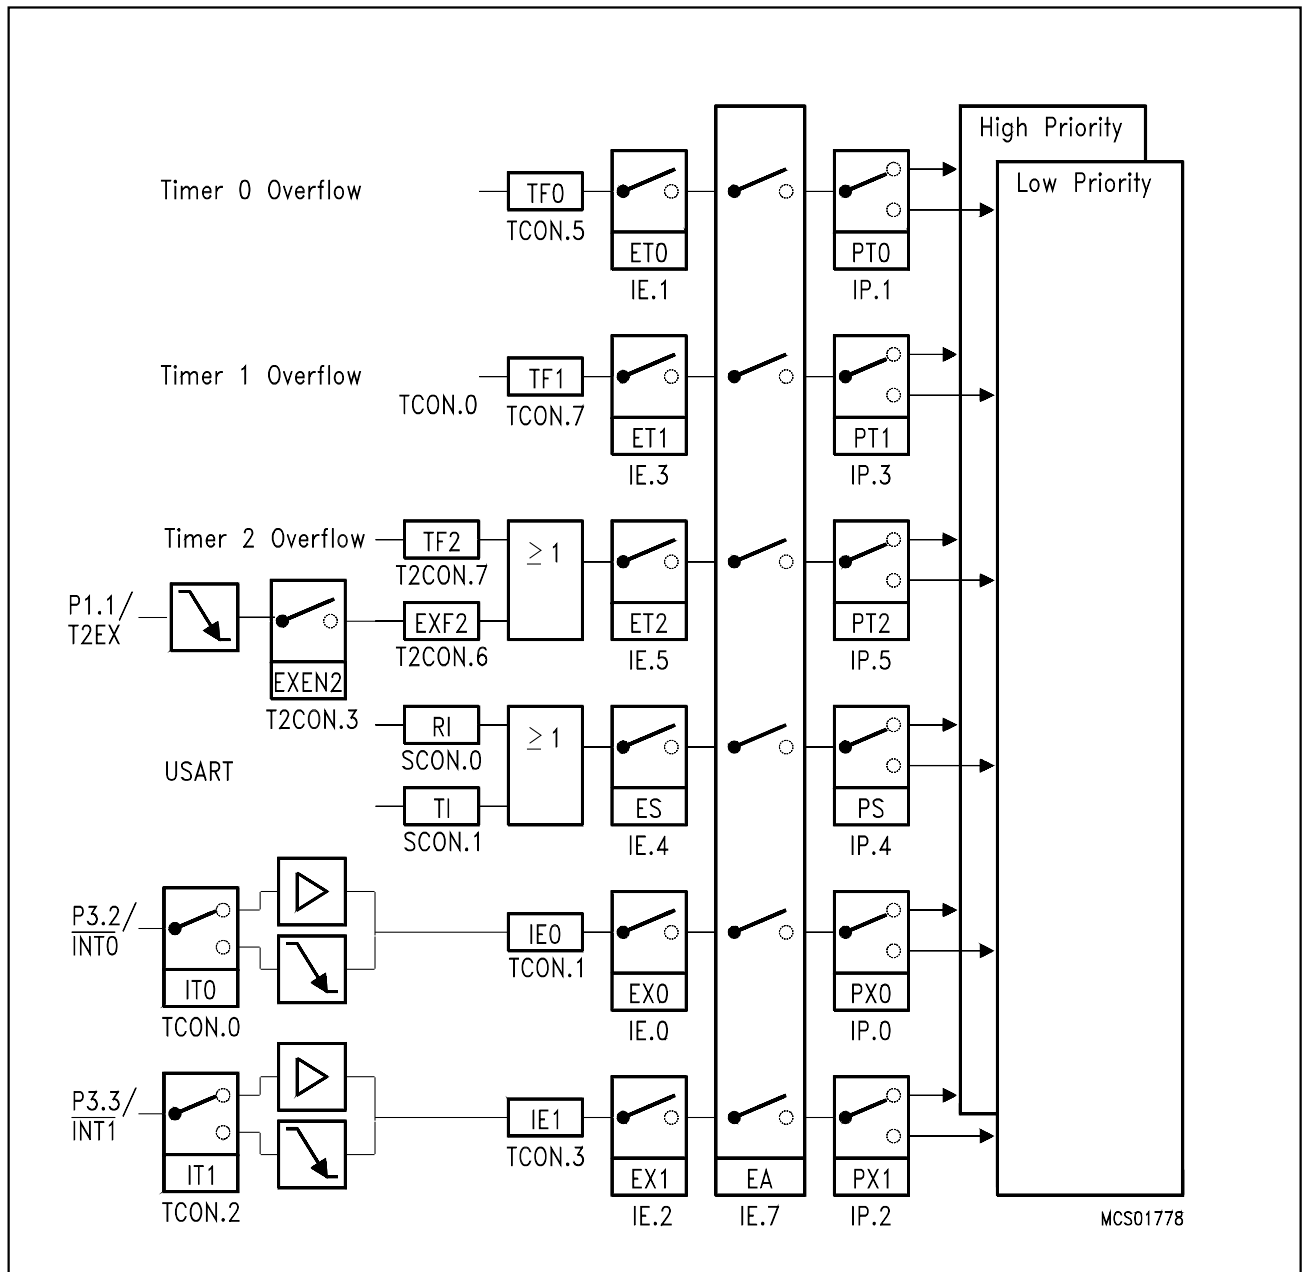 High Priority
Low Priority
Timer 0 Overflow
TF0
TCON.5
ET0
IE.1
PT0
IP.1
Timer 1 Overflow
TCON.0
TF1
TCON.7
ET1
IE.3
PT1
IP.3
Timer 2 Overflow
TF2
T2CON.7
≥ 1
P1.1/
T2EX
EXEN2
T2CON.3
EXF2
T2CON.6
ET2
IE.5
PT2
IP.5
USART
RI
SCON.0
≥ 1
TI
SCON.1
ES
IE.4
PS
IP.4
P3.2/
INT0
IT0
TCON.0
IE0
TCON.1
EX0
IE.0
PX0
IP.0
P3.3/
INT1
IT1
TCON.2
IE1
TCON.3
EX1
IE.2
EA
IE.7
PX1
IP.2
MCS01778